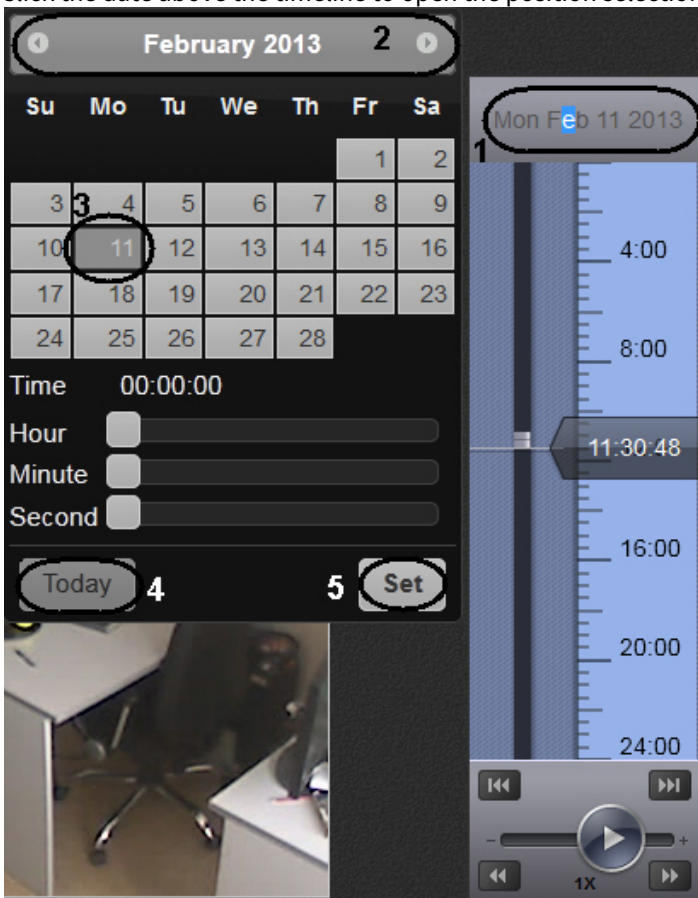 click the date above the timeline to open the position selection
February 2013 2
Su Mo Tu We Th Fr Sa
1 2
3 3 4 5 6 7 8 9
10 11 12 13 14 15 16
17 18 19 20 21 22 23
24 25 26 27 28
Time 00:00:00
Hour
Minute
Second
Today 4 5 Set
Mon Feb 11 2013
1
4:00
8:00
11:30:48
16:00
20:00
24:00
- +
1X